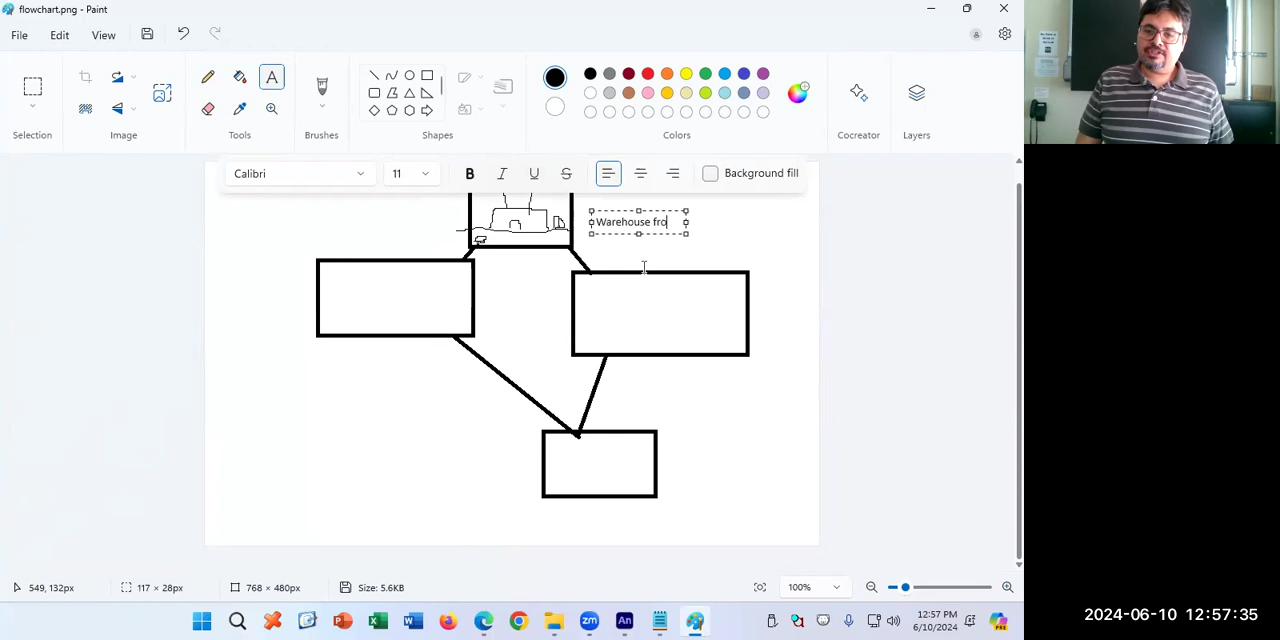 flowchart.png - Paint
File Edit View
Selection Image Tools Brushes Shapes Colors Cocreator Layers
Calibri 11 B I U S Background fill
Warehouse fro
549, 132px 117 × 28px 768 × 480px Size: 5.6KB 100%
12:57 PM
6/10/2024
2024-06-10 12:57:35